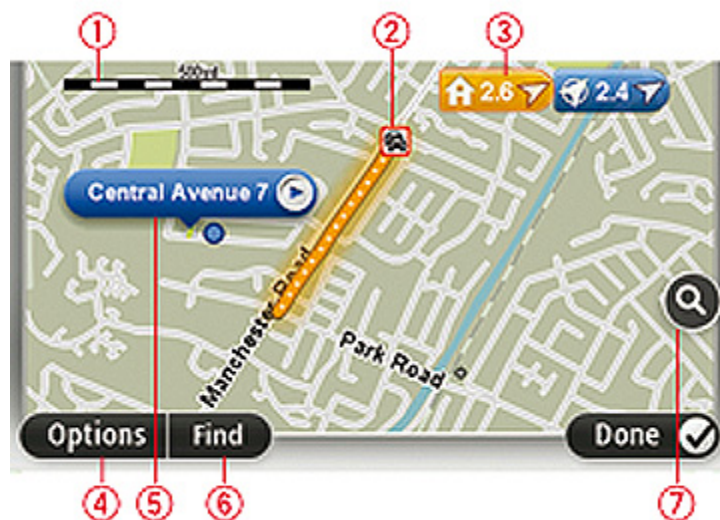 1 2 3
500yd
2.6 2.4
Central Avenue 7
Manchester Road
Park Road
Options Find Done
4 5 6 7